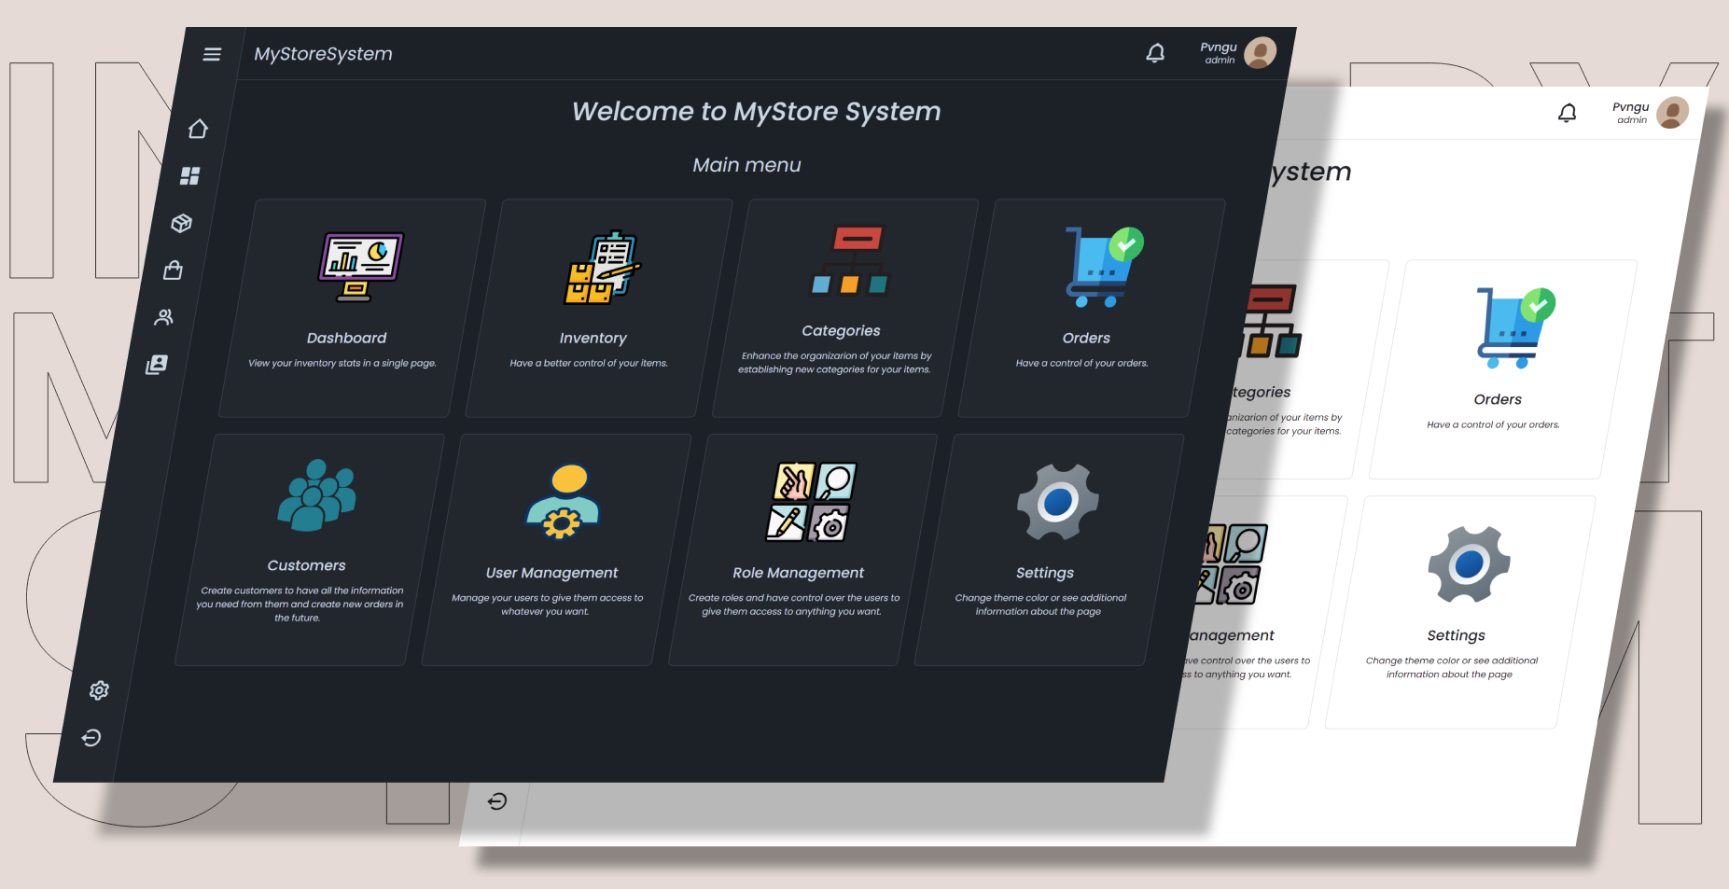 MyStoreSystem
Pvngu
admin
Welcome to MyStore System
Main menu
Dashboard
View your inventory stats in a single page.
Inventory
Have a better control of your items.
Categories
Enhance the organizarion of your items by
establishing new categories for your items.
Orders
Have a control of your orders.
Customers
Create customers to have all the information
you need from them and create new orders in
the future.
User Management
Manage your users to give them access to
whatever you want.
Role Management
Create roles and have control over the users to
give them access to anything you want.
Settings
Change theme color or see additional
information about the page
Pvngu
admin
ystem
tegories
anizarion of your items by
categories for your items.
Orders
Have a control of your orders.
anagement
ave control over the users to
ss to anything you want.
Settings
Change theme color or see additional
information about the page